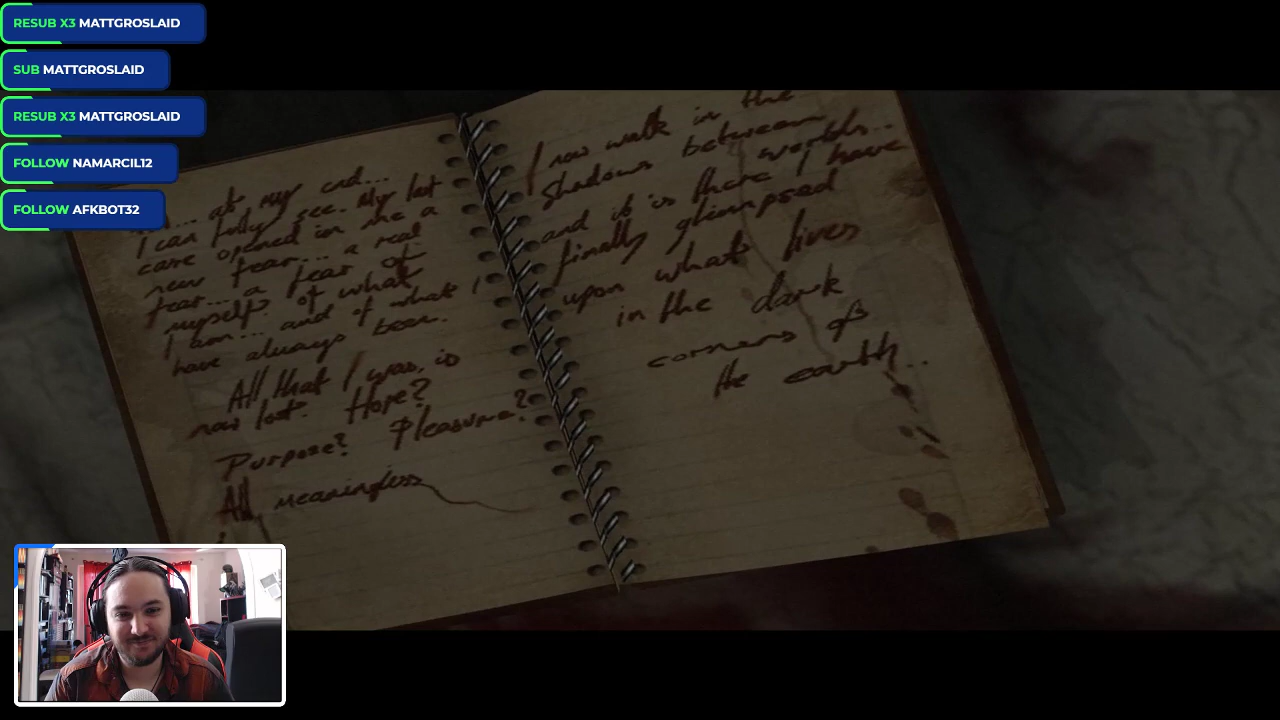 RESUB X3 MATTGROSLAID
SUB MATTGROSLAID
RESUB X3 MATTGROSLAID
FOLLOW NAMARCIL12
FOLLOW AFKBOT32
... at my end...
I can fully see. My last
case opened in me a
new fear... a real
fear... a fear of
myself. of what
I am... and of what I
have always been.
All that I was, is
now lost. Hope?
Purpose? Pleasure?
All meaningless
I now walk in the
shadows between
worlds...
and it is there I have
finally glimpsed
upon what lives
in the dark
corners of
the earth...